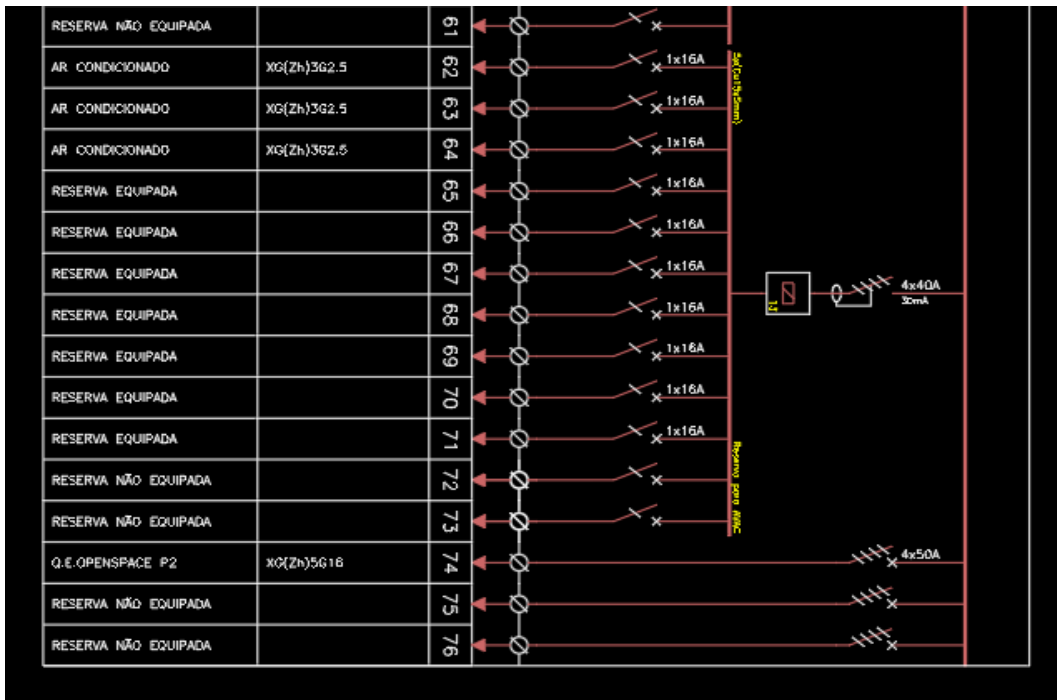 RESERVA NÃO EQUIPADA 61
AR CONDICIONADO XG(Zh)3G2.5 62 1x16A
AR CONDICIONADO XG(Zh)3G2.5 63 1x16A
AR CONDICIONADO XG(Zh)3G2.5 64 1x16A
RESERVA EQUIPADA 65 1x16A
RESERVA EQUIPADA 66 1x16A
RESERVA EQUIPADA 67 1x16A
4x40A
30mA
RESERVA EQUIPADA 68 1x16A
RESERVA EQUIPADA 69 1x16A
RESERVA EQUIPADA 70 1x16A
RESERVA EQUIPADA 71 1x16A
RESERVA NÃO EQUIPADA 72
RESERVA NÃO EQUIPADA 73
Reserva para AVAC
Q.E.OPENSPACE P2 XG(Zh)5G16 74 4x50A
RESERVA NÃO EQUIPADA 75
RESERVA NÃO EQUIPADA 76